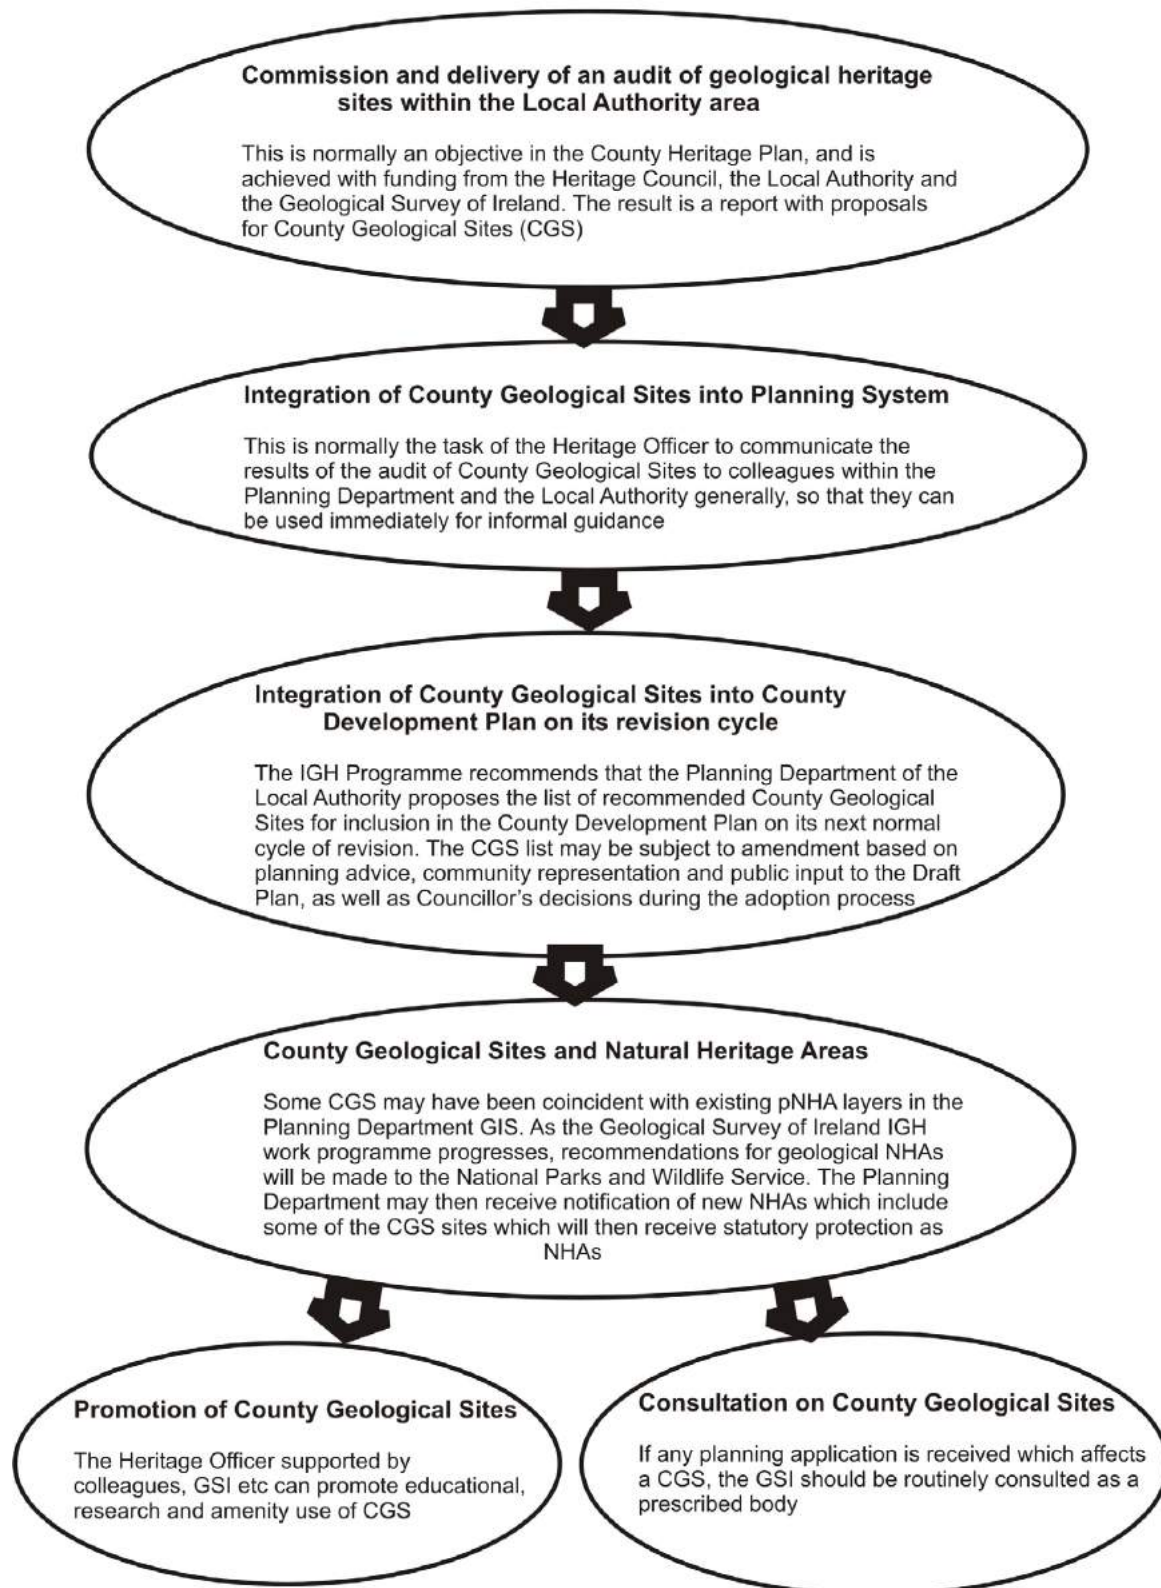 Commission and delivery of an audit of geological heritage
sites within the Local Authority area
This is normally an objective in the County Heritage Plan, and is
achieved with funding from the Heritage Council, the Local Authority and
the Geological Survey of Ireland. The result is a report with proposals
for County Geological Sites (CGS)
Integration of County Geological Sites into Planning System
This is normally the task of the Heritage Officer to communicate the
results of the audit of County Geological Sites to colleagues within the
Planning Department and the Local Authority generally, so that they can
be used immediately for informal guidance
Integration of County Geological Sites into County
Development Plan on its revision cycle
The IGH Programme recommends that the Planning Department of the
Local Authority proposes the list of recommended County Geological
Sites for inclusion in the County Development Plan on its next normal
cycle of revision. The CGS list may be subject to amendment based on
planning advice, community representation and public input to the Draft
Plan, as well as Councillor's decisions during the adoption process
County Geological Sites and Natural Heritage Areas
Some CGS may have been coincident with existing pNHA layers in the
Planning Department GIS. As the Geological Survey of Ireland IGH
work programme progresses, recommendations for geological NHAs
will be made to the National Parks and Wildlife Service. The Planning
Department may then receive notification of new NHAs which include
some of the CGS sites which will then receive statutory protection as
NHAs
Promotion of County Geological Sites
The Heritage Officer supported by
colleagues, GSI etc can promote educational,
research and amenity use of CGS
Consultation on County Geological Sites
If any planning application is received which affects
a CGS, the GSI should be routinely consulted as a
prescribed body